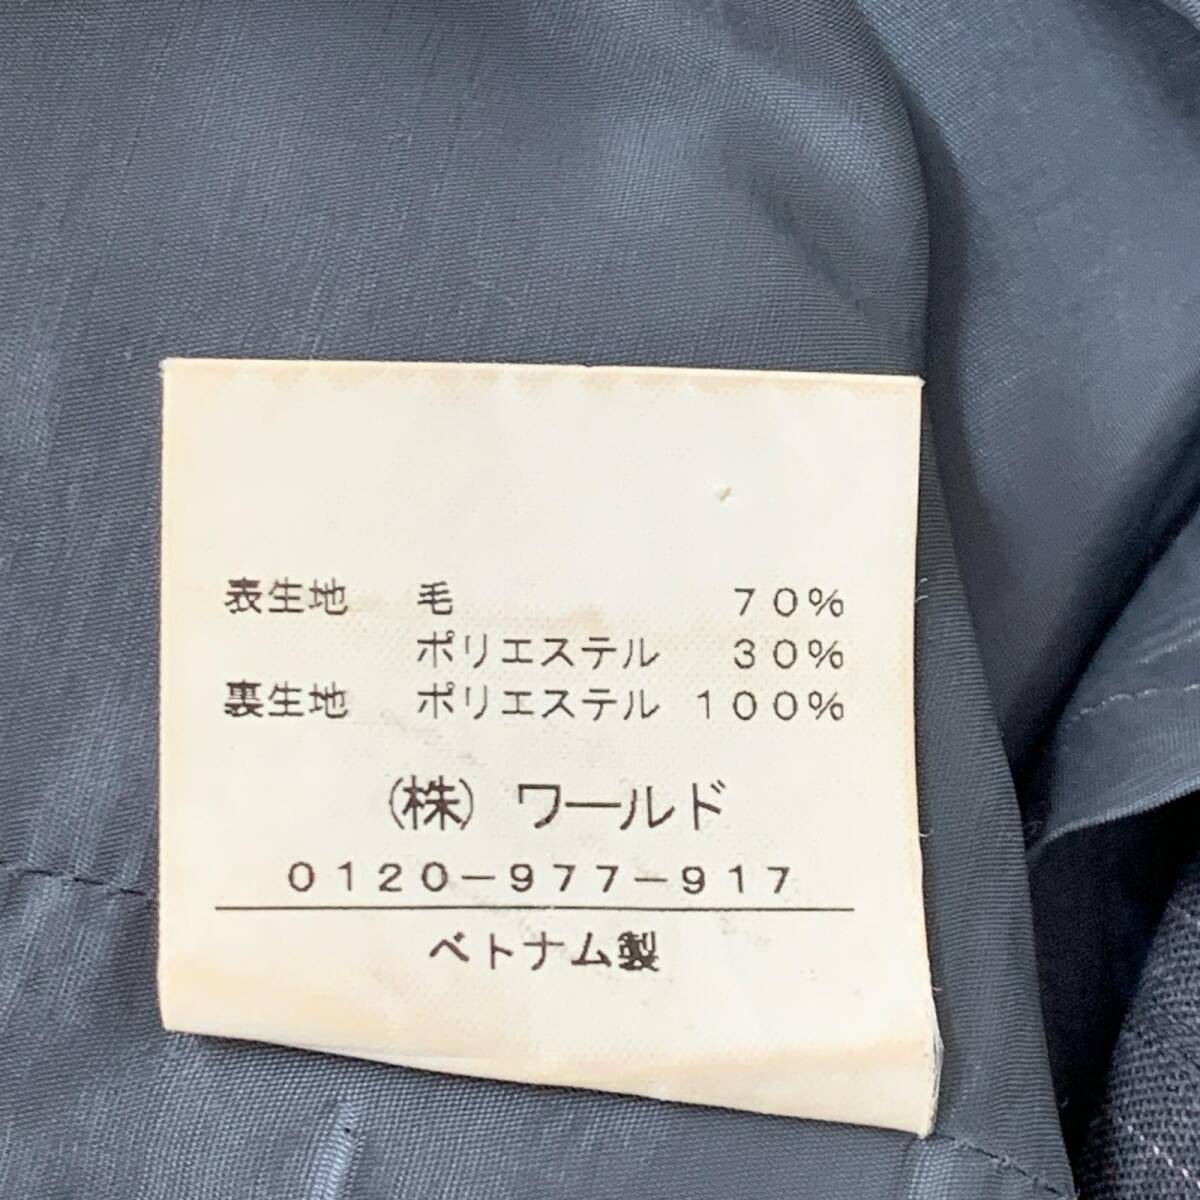 表生地 毛 70%
ポリエステル 30%
裏生地 ポリエステル 100%
(株) ワールド
0120-977-917
ベトナム製